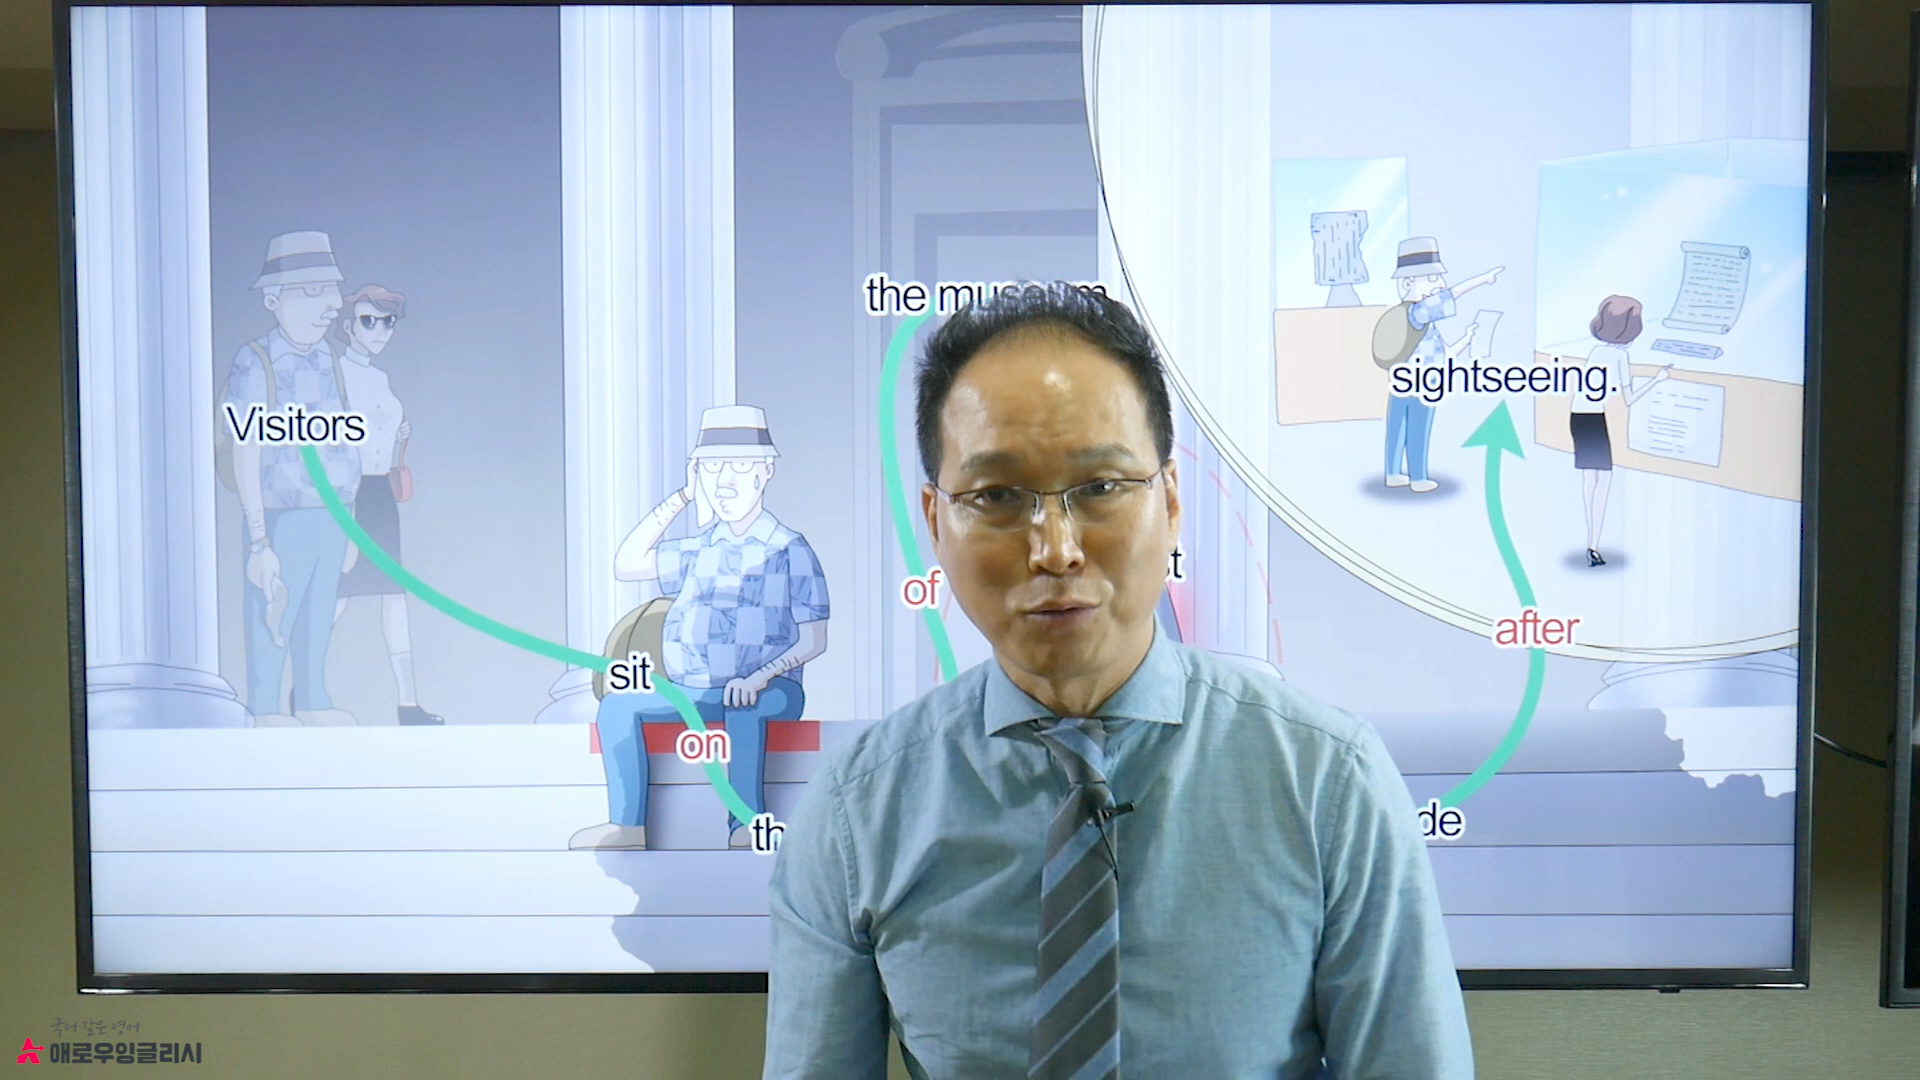 Visitors
sit
on
of
the museum
de
after
sightseeing.
국어 같은 영어
애로우잉글리시